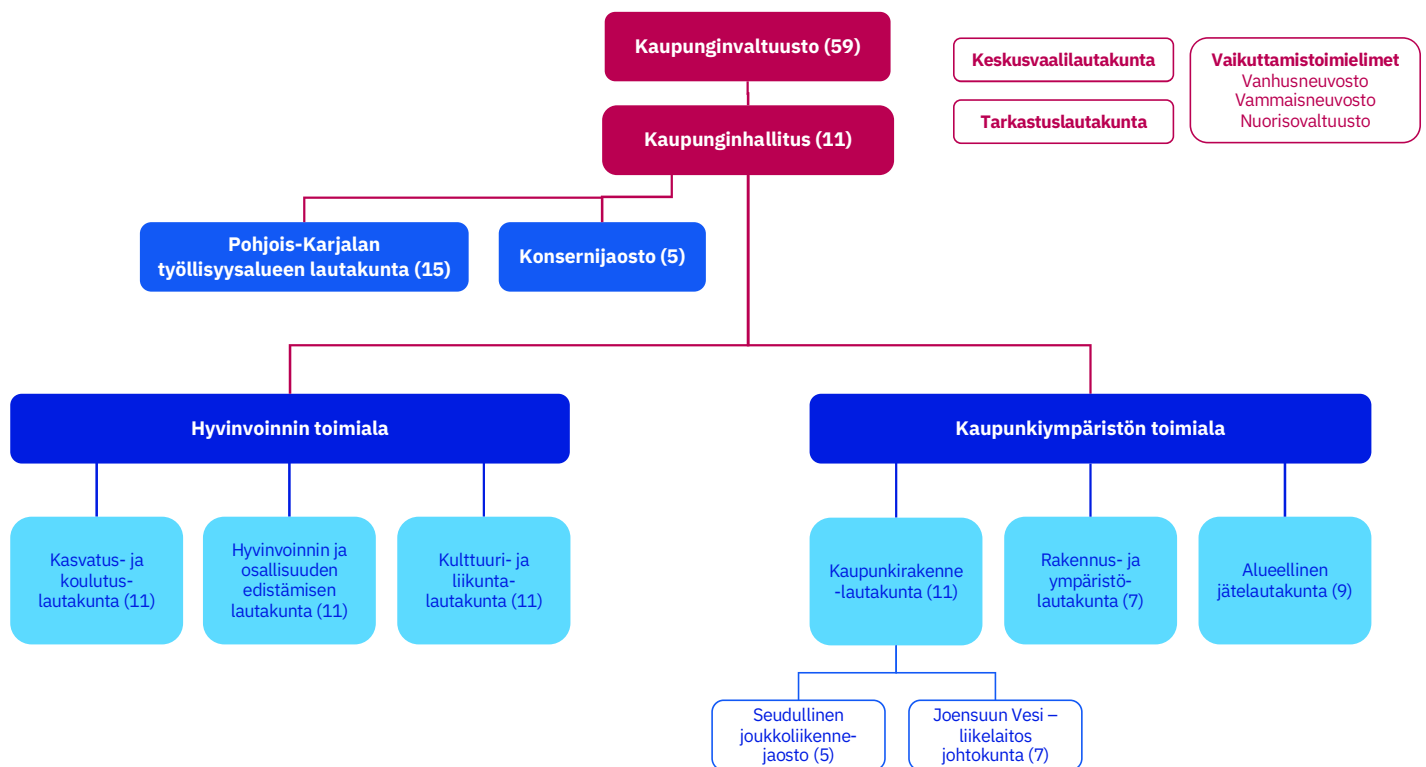 Kaupunginvaltuusto (59)
Keskusvaalilautakunta
Vaikuttamistoimielimet
Vanhusneuvosto
Vammaisneuvosto
Nuorisovaltuusto
Tarkastuslautakunta
Kaupunginhallitus (11)
Pohjois-Karjalan
työllisyysalueen lautakunta (15)
Konsernijaosto (5)
Hyvinvoinnin toimiala
Kaupunkiympäristön toimiala
Kasvatus- ja
koulutus-
lautakunta (11)
Hyvinvoinnin ja
osallisuuden
edistämisen
lautakunta (11)
Kulttuuri- ja
liikunta-
lautakunta (11)
Kaupunkirakenne
-lautakunta (11)
Rakennus- ja
ympäristö-
lautakunta (7)
Alueellinen
jätelautakunta (9)
Seudullinen
joukkoliikenne-
jaosto (5)
Joensuun Vesi –
liikelaitos
johtokunta (7)